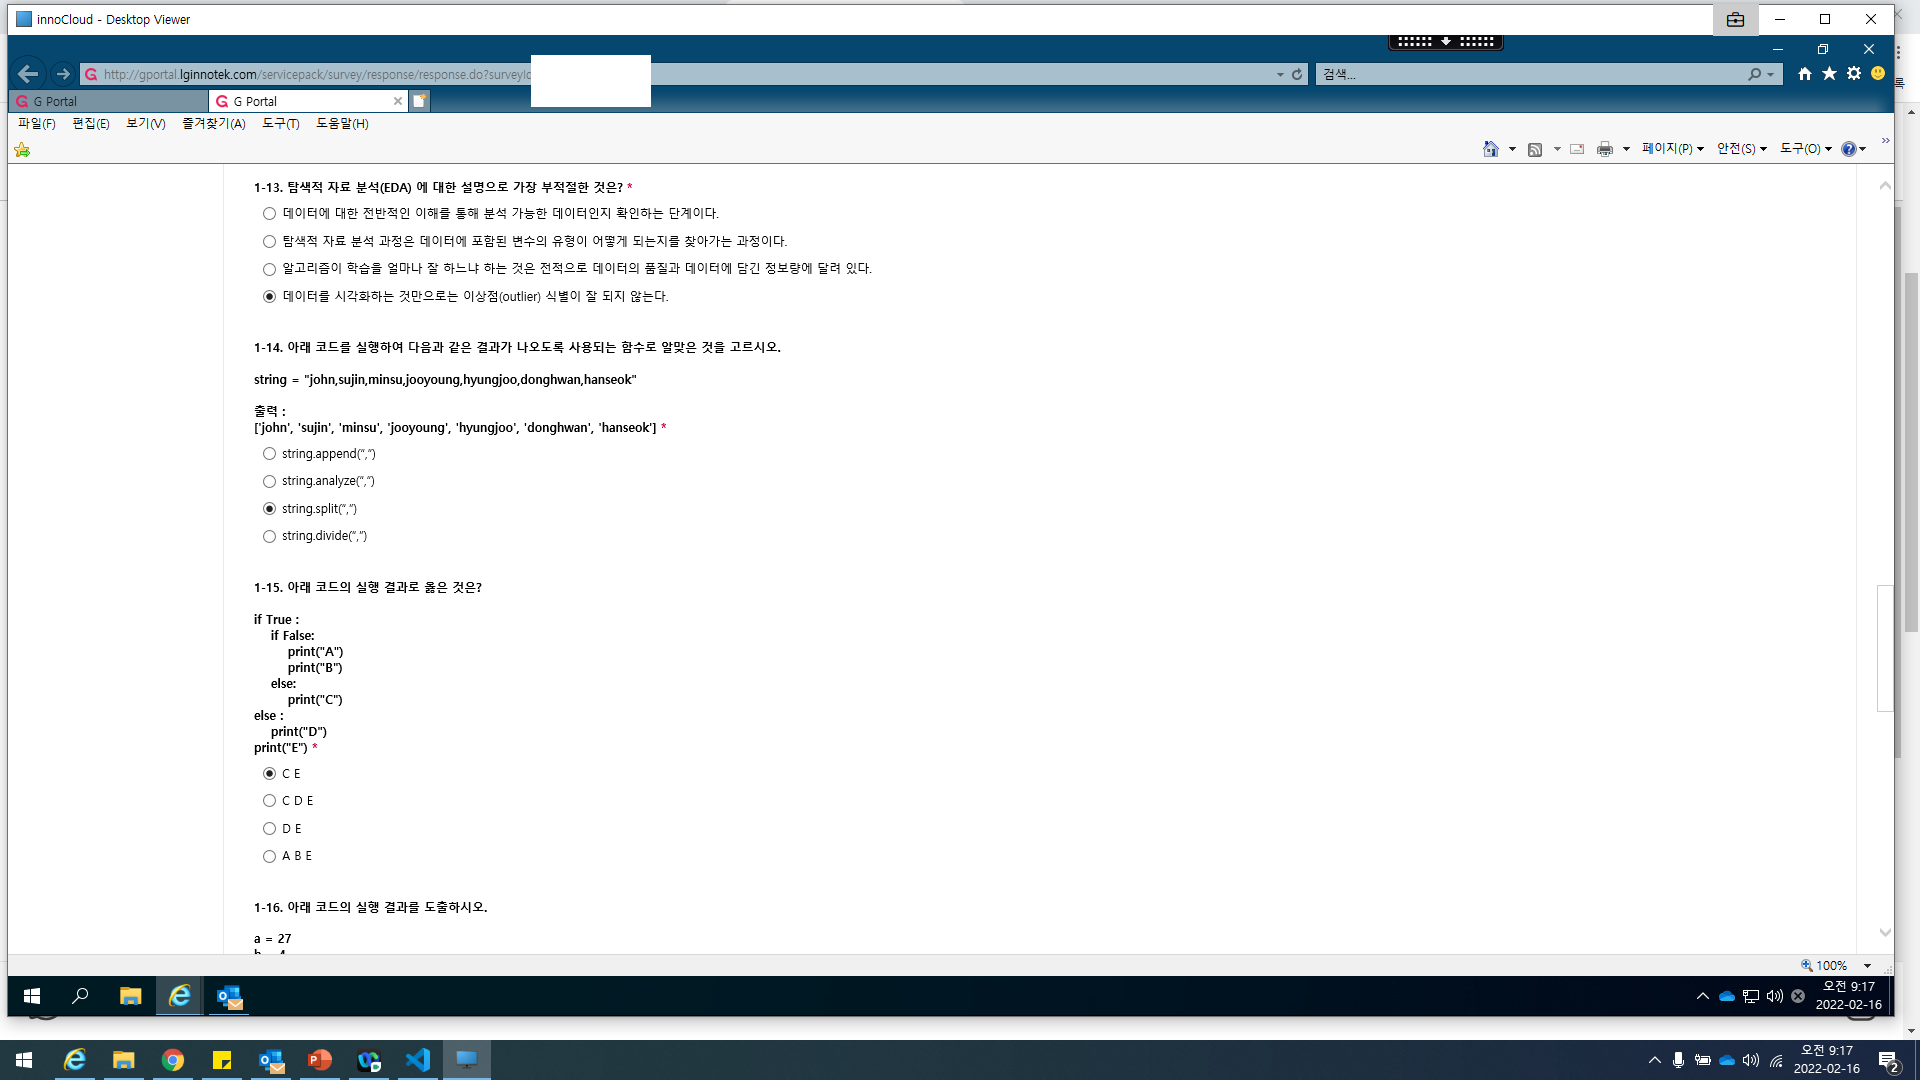 innoCloud - Desktop Viewer
http://gportal.lginnotek.com/servicepack/survey/response/response.do?surveyId
검색...
G Portal
G Portal
파일(F) 편집(E) 보기(V) 즐겨찾기(A) 도구(T) 도움말(H)
록
페이지(P) 안전(S) 도구(O)
1-13. 탐색적 자료 분석(EDA) 에 대한 설명으로 가장 부적절한 것은? *
데이터에 대한 전반적인 이해를 통해 분석 가능한 데이터인지 확인하는 단계이다.
탐색적 자료 분석 과정은 데이터에 포함된 변수의 유형이 어떻게 되는지를 찾아가는 과정이다.
알고리즘이 학습을 얼마나 잘 하느냐 하는 것은 전적으로 데이터의 품질과 데이터에 담긴 정보량에 달려 있다.
데이터를 시각화하는 것만으로는 이상점(outlier) 식별이 잘 되지 않는다.
1-14. 아래 코드를 실행하여 다음과 같은 결과가 나오도록 사용되는 함수로 알맞은 것을 고르시오.
string = "john,sujin,minsu,jooyoung,hyungjoo,donghwan,hanseok"
출력 :
['john', 'sujin', 'minsu', 'jooyoung', 'hyungjoo', 'donghwan', 'hanseok'] *
string.append(“,”)
string.analyze(“,”)
string.split(“,”)
string.divide(“,”)
1-15. 아래 코드의 실행 결과로 옳은 것은?
if True :
if False:
print("A")
print("B")
else:
print("C")
else :
print("D")
print("E") *
C E
C D E
D E
A B E
1-16. 아래 코드의 실행 결과를 도출하시오.
a = 27
100%
오전 9:17
2022-02-16
오전 9:17
2022-02-16
2